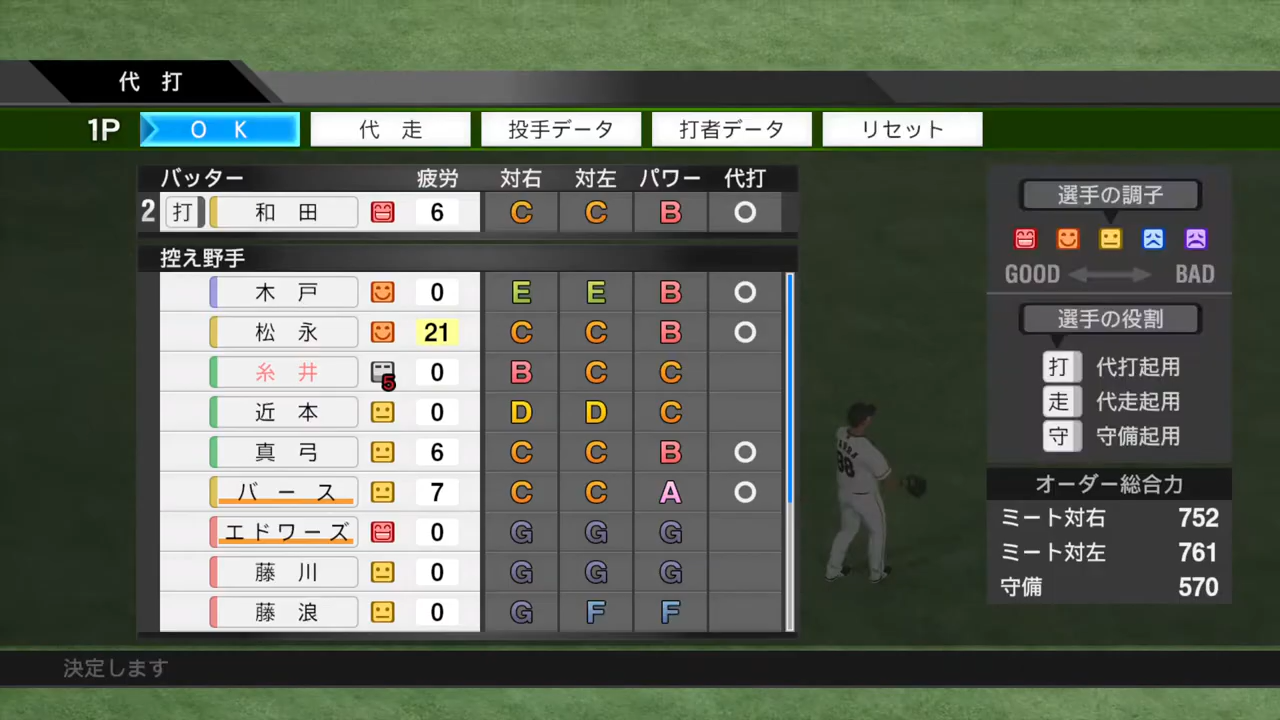 代 打
1P O K 代 走 投手データ 打者データ リセット
バッター 疲労 対右 対左 パワー 代打
2 打 和 田 6 C C B ○
控え野手
木 戸 0 E E B ○
松 永 21 C C B ○
糸 井 5 0 B C C
近 本 0 D D C
真 弓 6 C C B ○
バ ー ス 7 C C A ○
エドワーズ 0 G G G
藤 川 0 G G G
藤 浪 0 G F F
選手の調子
GOOD BAD
選手の役割
打 代打起用
走 代走起用
守 守備起用
オーダー総合力
ミート対右 752
ミート対左 761
守備 570
88
決定します